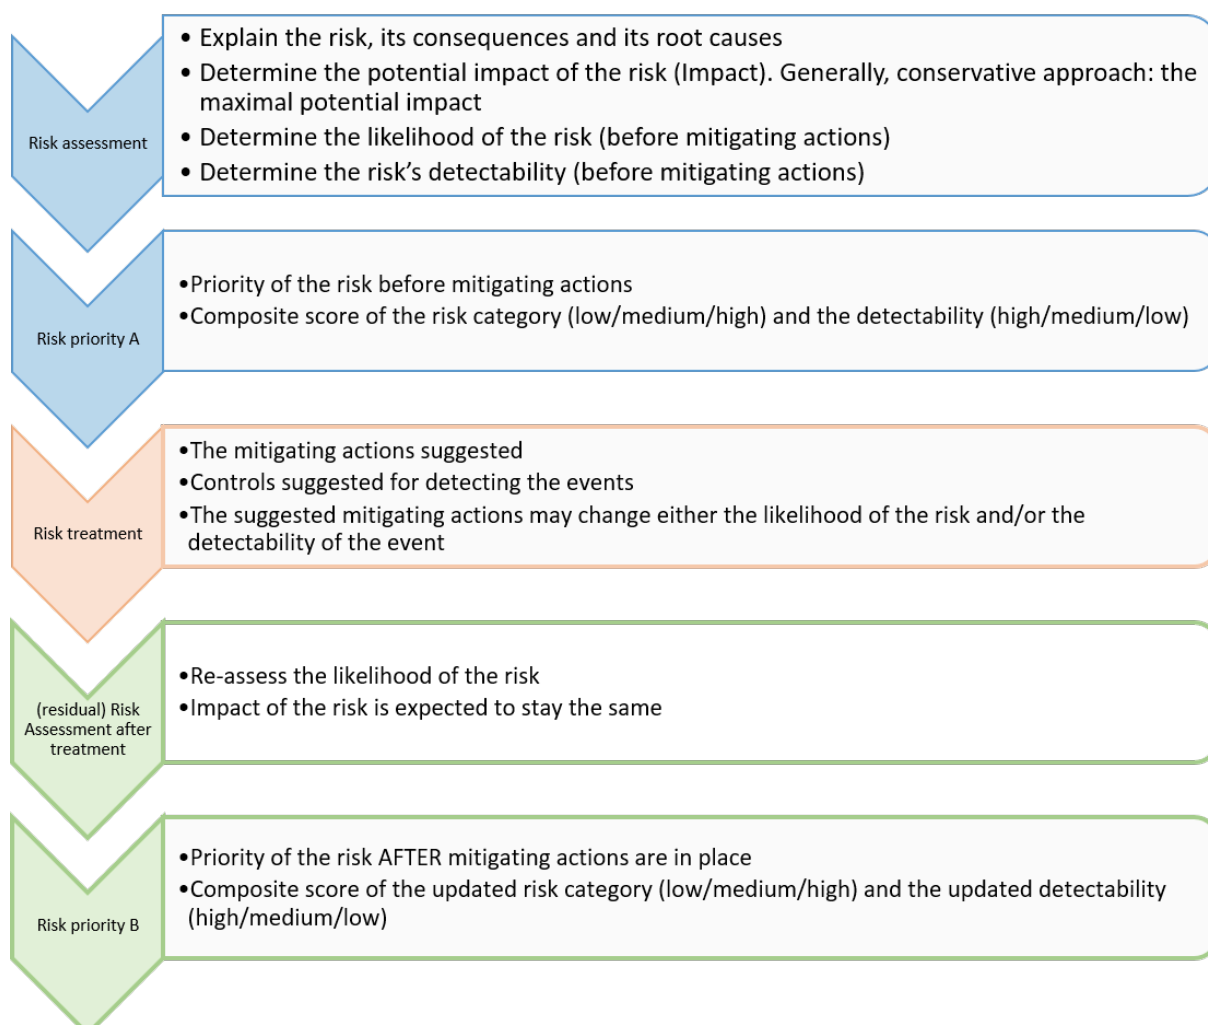 Risk assessment
• Explain the risk, its consequences and its root causes
• Determine the potential impact of the risk (Impact). Generally, conservative approach: the
maximal potential impact
• Determine the likelihood of the risk (before mitigating actions)
• Determine the risk's detectability (before mitigating actions)
Risk priority A
•Priority of the risk before mitigating actions
•Composite score of the risk category (low/medium/high) and the detectability (high/medium/low)
Risk treatment
•The mitigating actions suggested
•Controls suggested for detecting the events
•The suggested mitigating actions may change either the likelihood of the risk and/or the
detectability of the event
(residual) Risk
Assessment after
treatment
•Re-assess the likelihood of the risk
•Impact of the risk is expected to stay the same
Risk priority B
•Priority of the risk AFTER mitigating actions are in place
•Composite score of the updated risk category (low/medium/high) and the updated detectability
(high/medium/low)